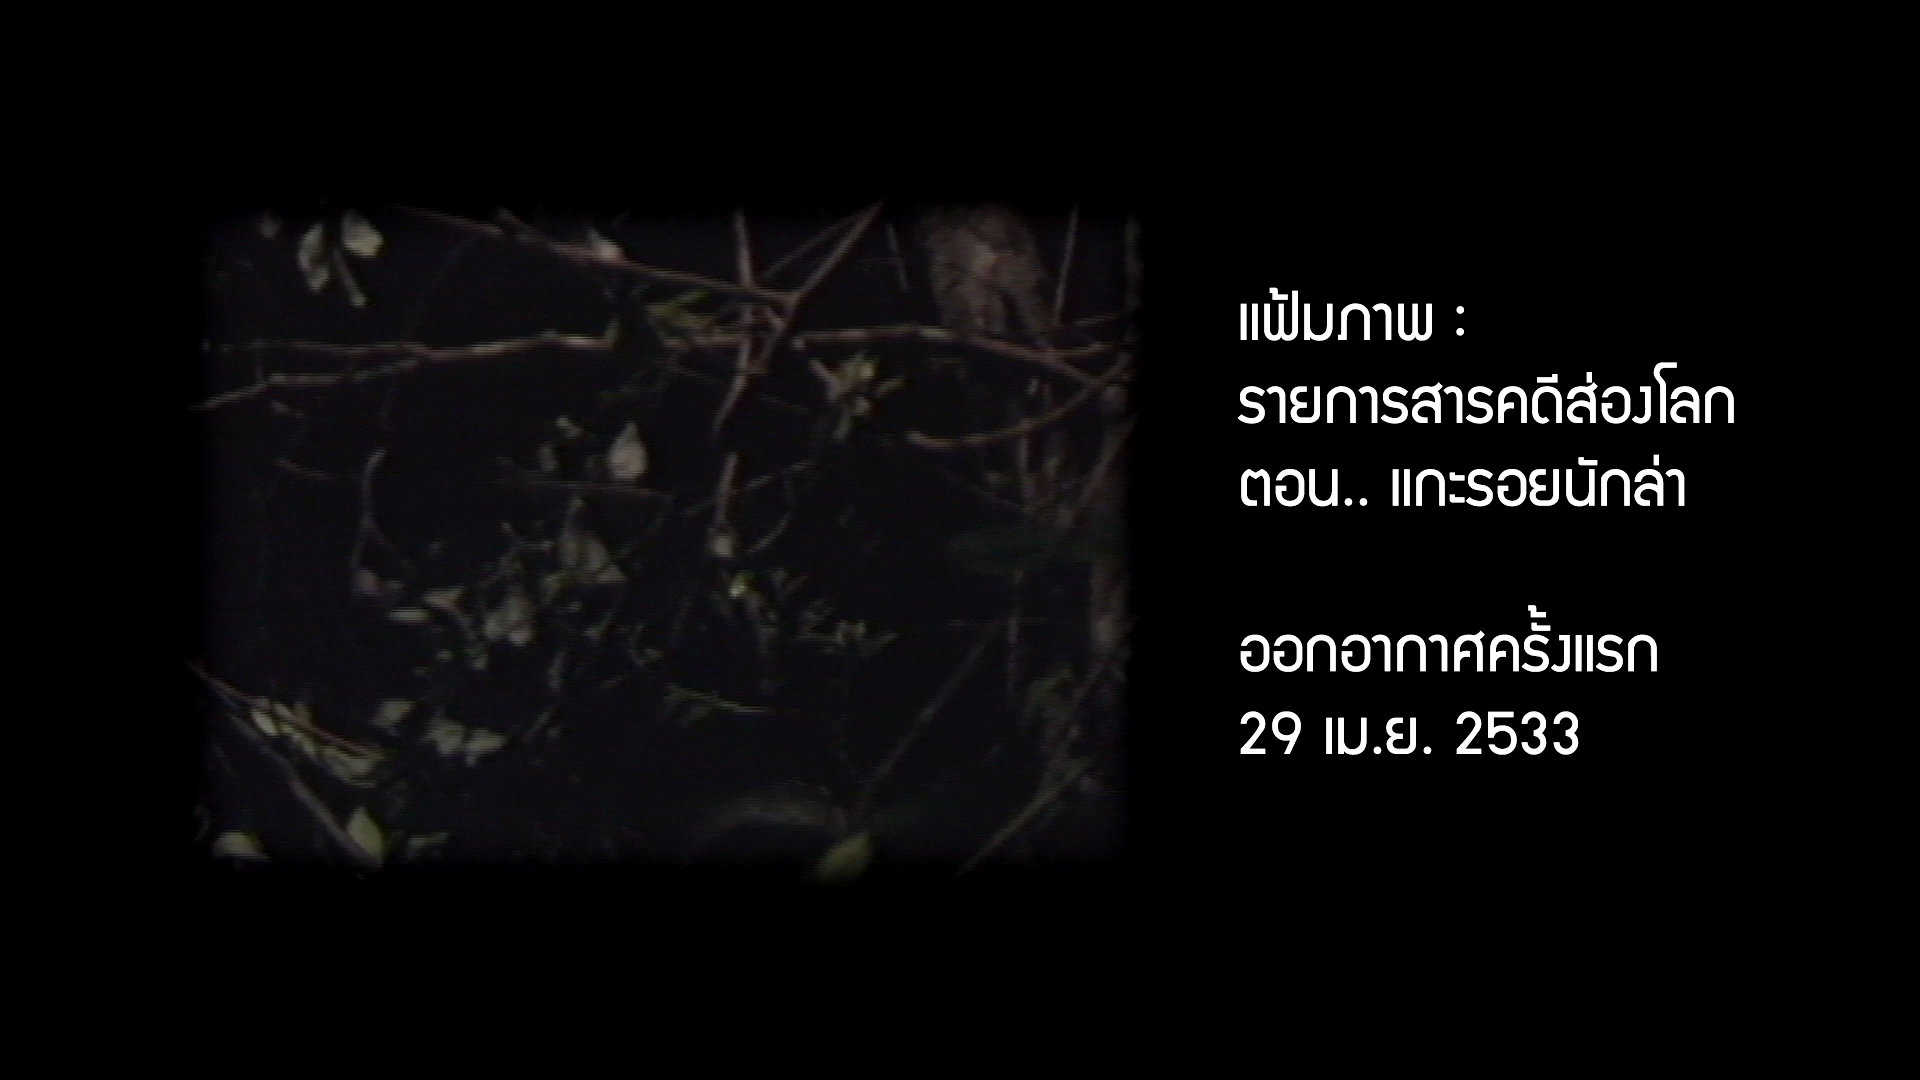 แฟ้มภาพ :
รายการสารคดีส่องโลก
ตอน.. แกะรอยนักล่า
ออกอากาศครั้งแรก
29 เม.ย. 2533